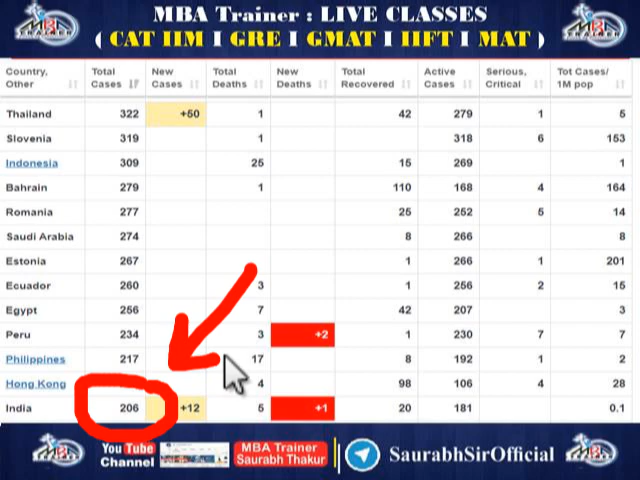 MBA Trainer : LIVE CLASSES
( CAT IIM I GRE I GMAT I IIFT I MAT )
Country, Other Total Cases New Cases Total Deaths New Deaths Total Recovered Active Cases Serious, Critical Tot Cases/ 1M pop
Thailand 322 +50 1 42 279 1 5
Slovenia 319 1 318 6 153
Indonesia 309 25 15 269 1
Bahrain 279 1 110 168 4 164
Romania 277 25 252 5 14
Saudi Arabia 274 8 266 8
Estonia 267 1 266 1 201
Ecuador 260 3 1 256 2 15
Egypt 256 7 42 207 3
Peru 234 3 +2 1 230 7 7
Philippines 217 17 8 192 1 2
Hong Kong 4 98 106 4 28
India 206 +12 5 +1 20 181 0.1
You Tube Channel
MBA Trainer
Saurabh Thakur
SaurabhSirOfficial